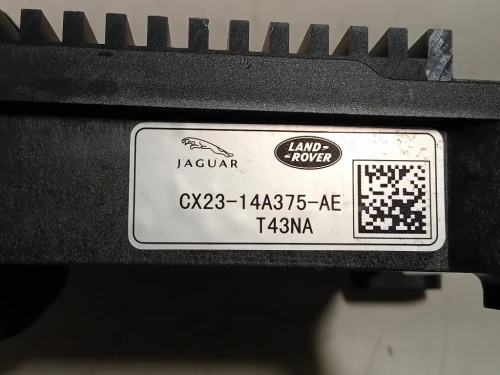 JAGUAR
LAND-
-ROVER
CX23-14A375-AE
T43NA